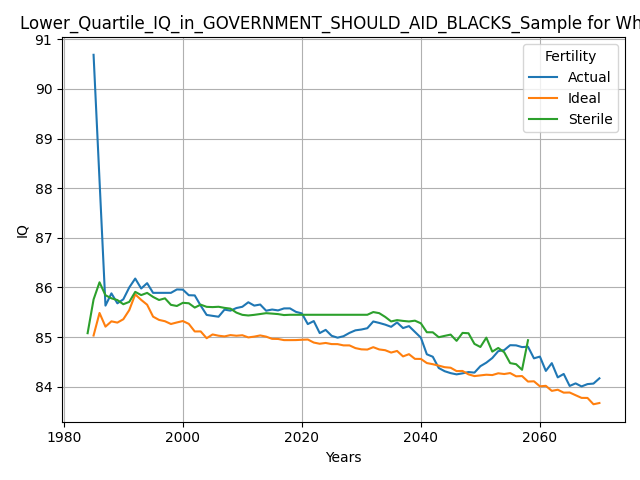 Lower_Quartile_IQ_in_GOVERNMENT_SHOULD_AID_BLACKS_Sample for Wh
91
90
89
88
87
86
85
84
IQ
Fertility
Actual
Ideal
Sterile
1980 2000 2020 2040 2060
Years